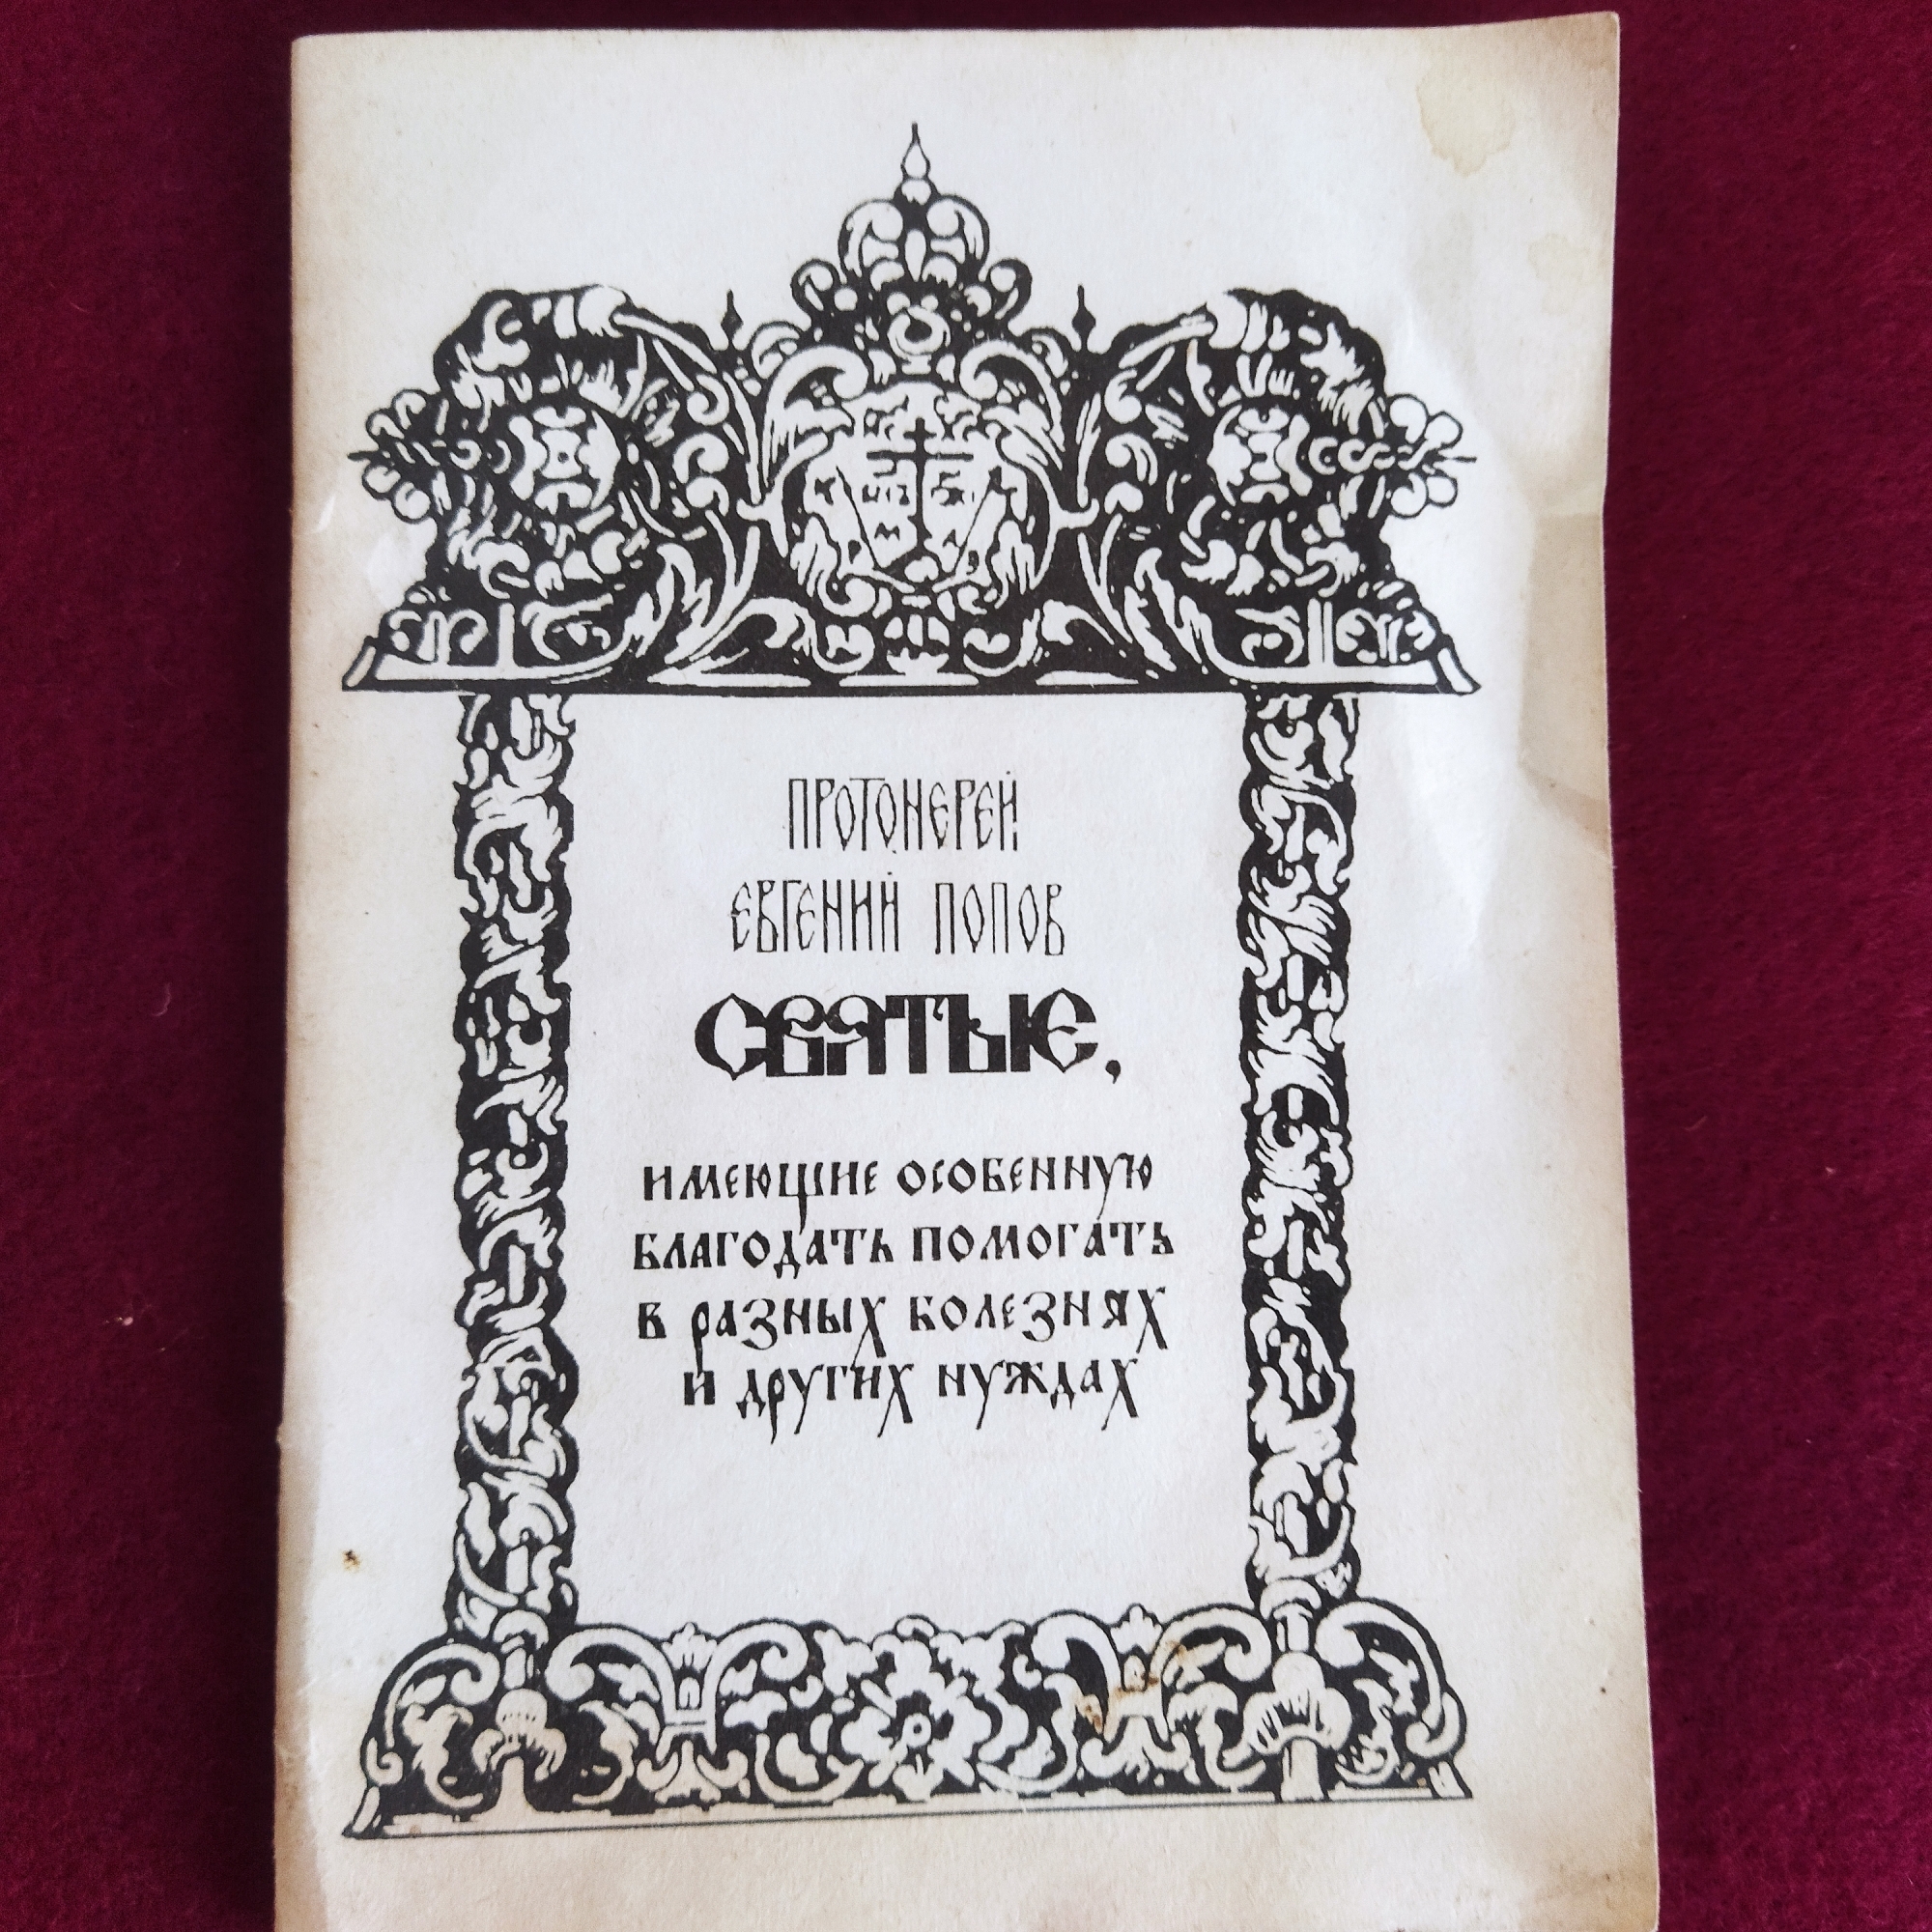 ПРОТОИЕРЕЙ
ЕВГЕНИЙ ПОПОВ
СВЯТЫЕ,
ИМЕЮЩИЕ ОСОБЕННУЮ
БЛАГОДАТЬ ПОМОГАТЬ
В РАЗНЫХ БОЛЕЗНЯХ
И ДРУГИХ НУЖДАХ